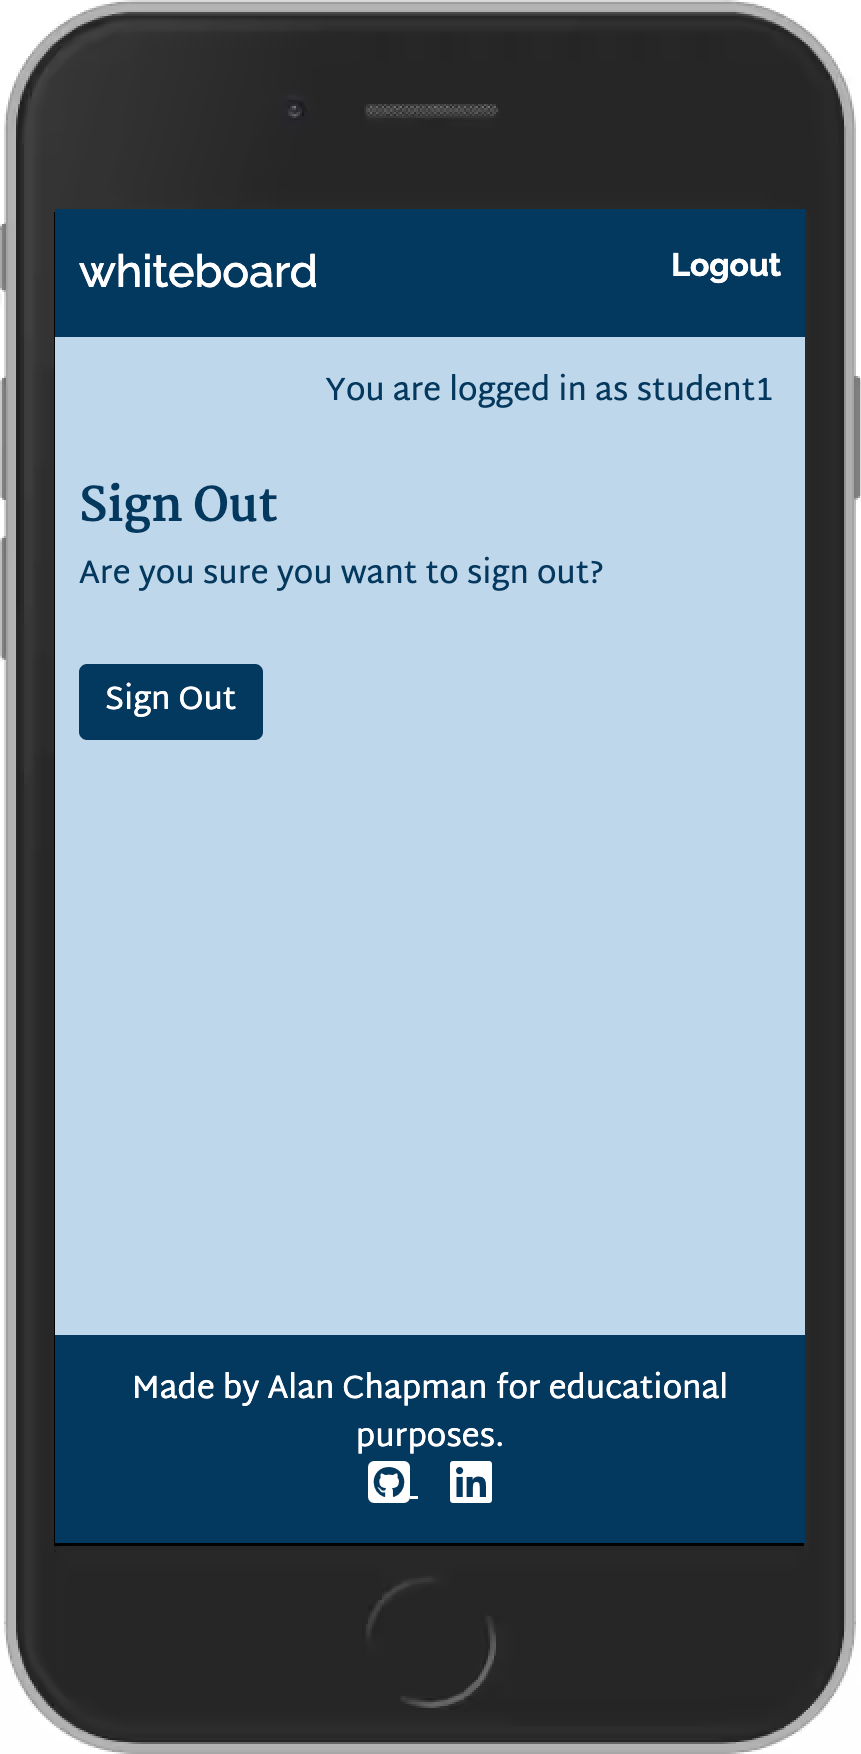 whiteboard
Logout
You are logged in as student1
Sign Out
Are you sure you want to sign out?
Sign Out
Made by Alan Chapman for educational
purposes.
in